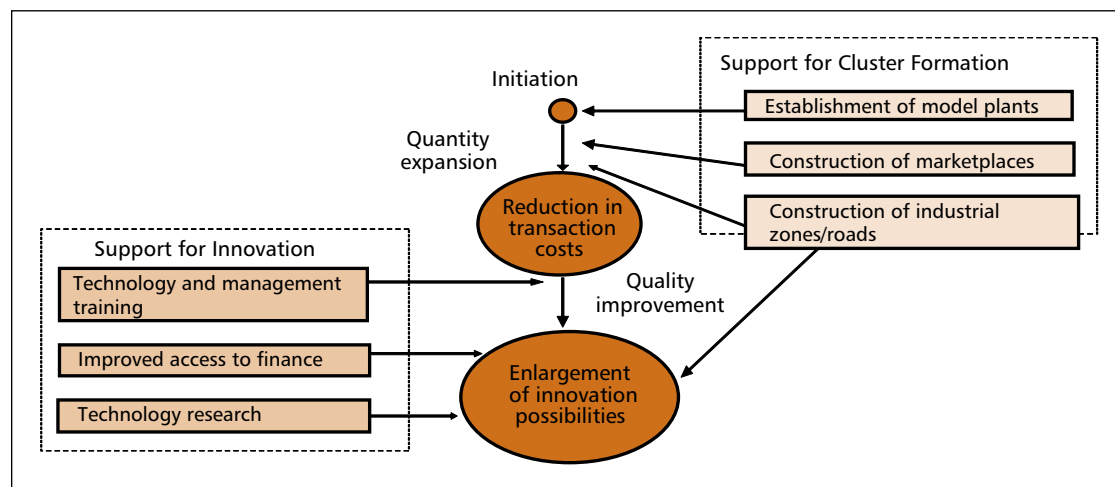 Support for Cluster Formation
Initiation
Establishment of model plants
Quantity
expansion
Construction of marketplaces
Reduction in
transaction
costs
Construction of industrial
zones/roads
Support for Innovation
Technology and management
training
Quality
improvement
Improved access to finance
Enlargement
of innovation
possibilities
Technology research